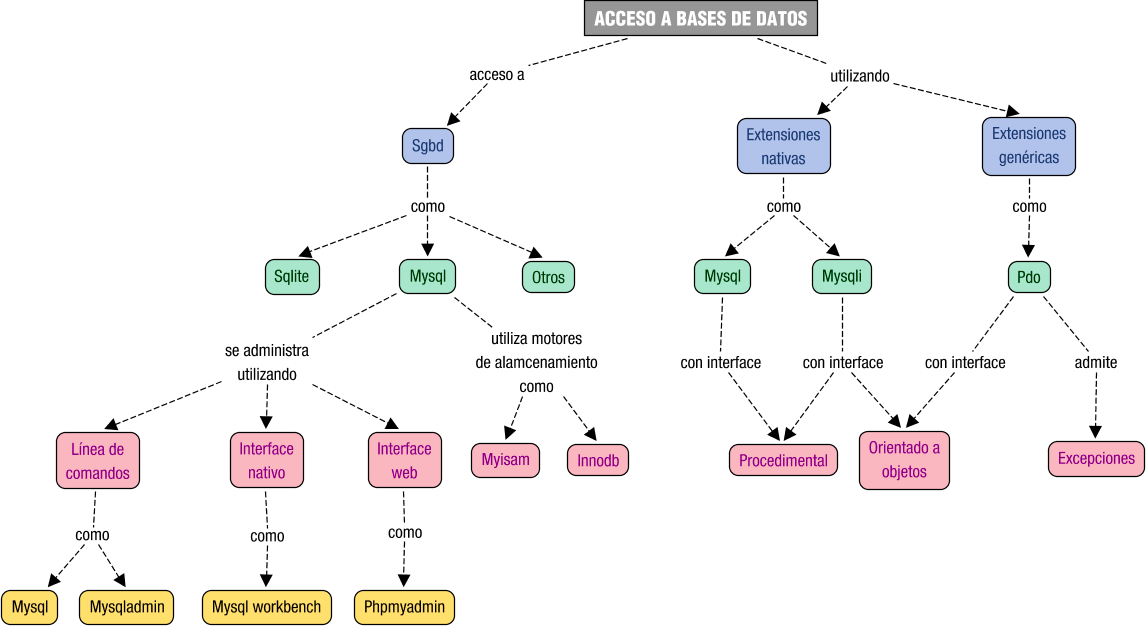 ACCESO A BASES DE DATOS
acceso a
utilizando
Sgbd
Extensiones
nativas
Extensiones
genéricas
como
como
como
Sqlite
Mysql
Otros
Mysql
Mysqli
Pdo
se administra
utilizando
utiliza motores
de alamcenamiento
como
con interface
con interface
con interface
admite
Línea de
comandos
Interface
nativo
Interface
web
Myisam
Innodb
Procedimental
Orientado a
objetos
Excepciones
como
como
como
Mysql
Mysqladmin
Mysql workbench
Phpmyadmin